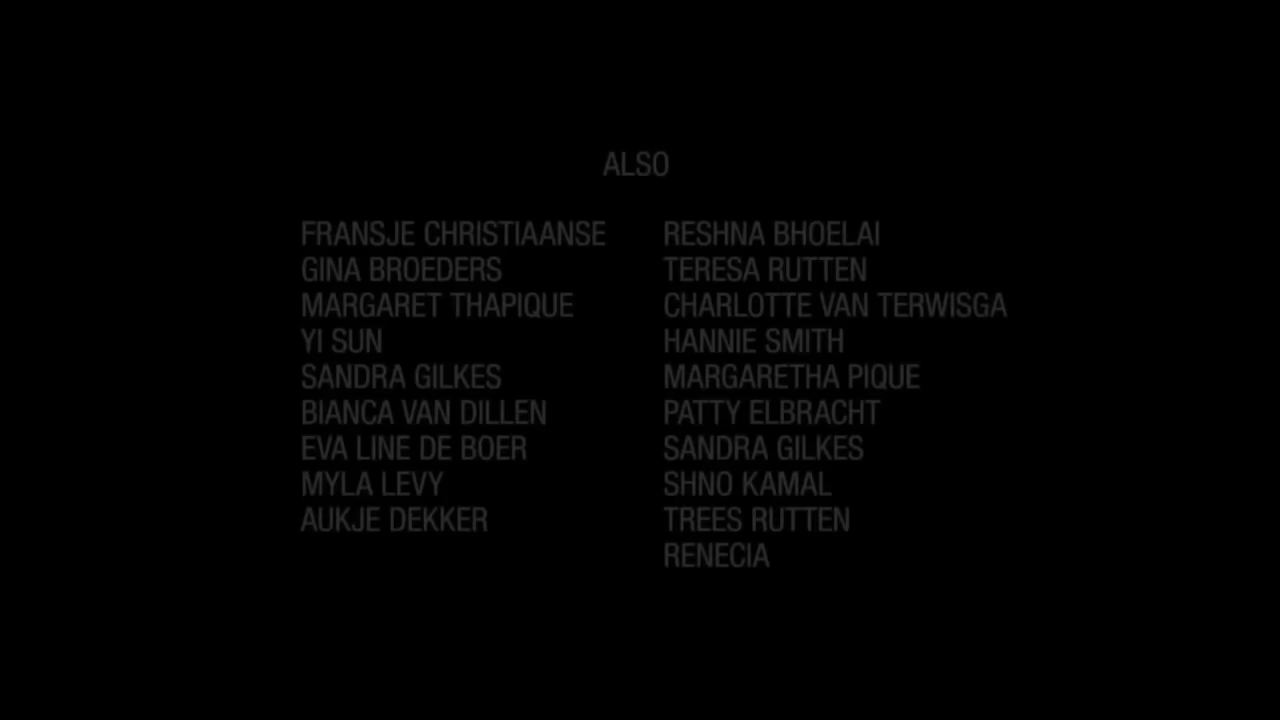 ALSO
FRANSJE CHRISTIAANSE
GINA BROEDERS
MARGARET THAPIQUE
YI SUN
SANDRA GILKES
BIANCA VAN DILLEN
EVA LINE DE BOER
MYLA LEVY
AUKJE DEKKER
RESHNA BHOELAI
TERESA RUTTEN
CHARLOTTE VAN TERWISGA
HANNIE SMITH
MARGARETHA PIQUE
PATTY ELBRACHT
SANDRA GILKES
SHNO KAMAL
TREES RUTTEN
RENECIA